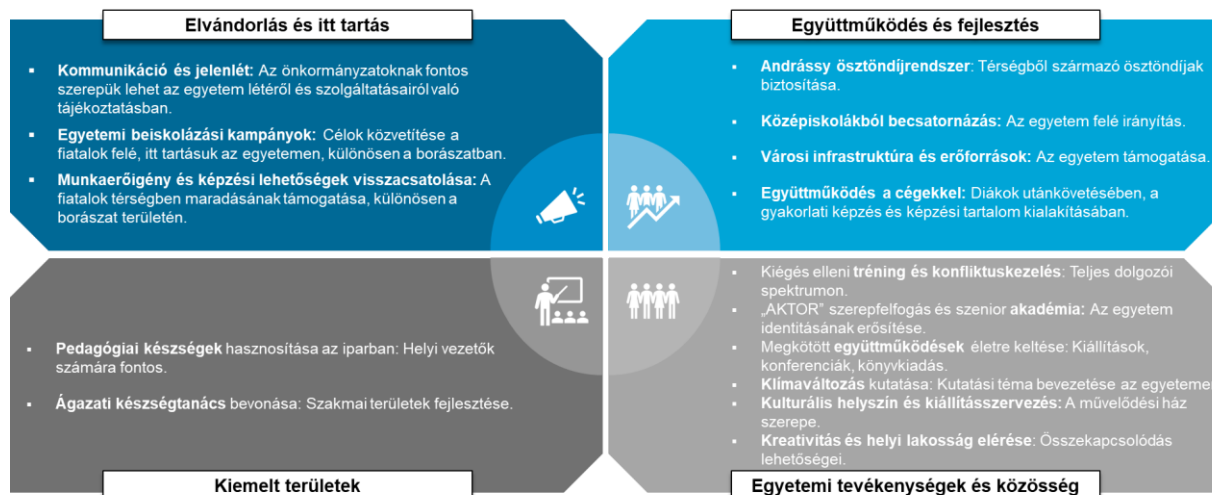 Elvándorlás és itt tartás
▪ Kommunikáció és jelenlét: Az önkormányzatoknak fontos
szerepük lehet az egyetem létéről és szolgáltatásairól való
tájékoztatásban.
▪ Egyetemi beiskolázási kampányok: Célok közvetítése a
fiatalok felé, itt tartásuk az egyetemen, különösen a borászatban.
▪ Munkaerőigény és képzési lehetőségek visszacsatolása: A
fiatalok térségben maradásának támogatása, különösen a
borászat területén.
Együttműködés és fejlesztés
▪ Andrássy ösztöndíjrendszer: Térségből származó ösztöndíjak
biztosítása.
▪ Középiskolákból becsatornázás: Az egyetem felé irányítás.
▪ Városi infrastruktúra és erőforrások: Az egyetem támogatása.
▪ Együttműködés a cégekkel: Diákok utánkövetésében, a
gyakorlati képzés és képzési tartalom kialakításában.
▪ Pedagógiai készségek hasznosítása az iparban: Helyi vezetők
számára fontos.
▪ Ágazati készségtanács bevonása: Szakmai területek fejlesztése.
Kiemelt területek
▪ Kiégés elleni tréning és konfliktuskezelés: Teljes dolgozói
spektrumon.
▪ „AKTOR” szerepfelfogás és szenior akadémia: Az egyetem
identitásának erősítése.
▪ Megkötött együttműködések életre keltése: Kiállítások,
konferenciák, könyvkiadás.
▪ Klímaváltozás kutatása: Kutatási téma bevezetése az egyeteme
▪ Kulturális helyszín és kiállításszervezés: A művelődési ház
szerepe.
▪ Kreativitás és helyi lakosság elérése: Összekapcsolódás
lehetőségei.
Egyetemi tevékenységek és közösség